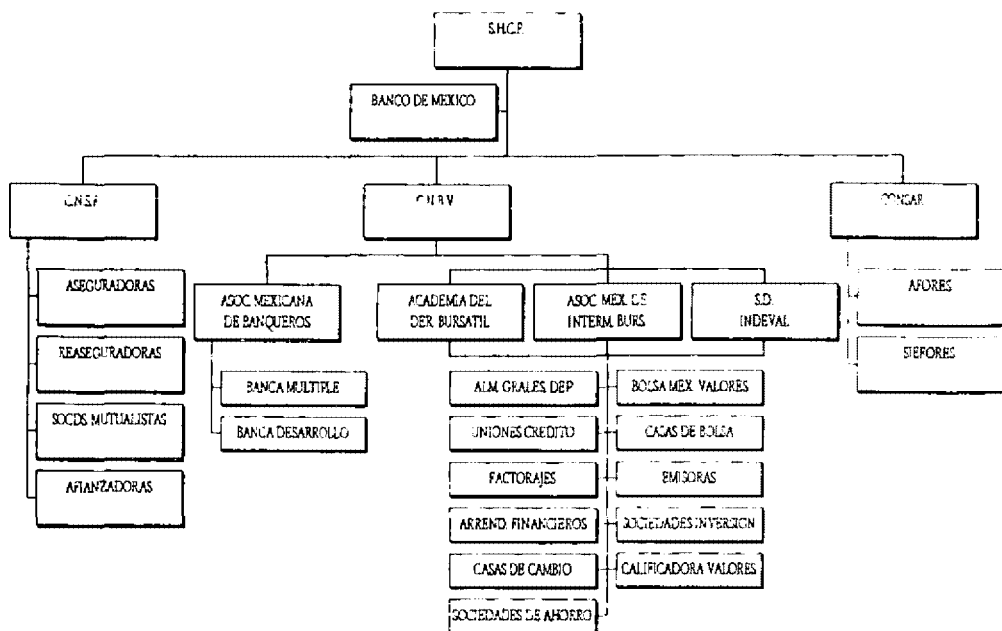 S.H.C.P.
BANCO DE MEXICO
C.N.S.F.
C.N.B.V.
CONSAR
ASEGURADORAS
REASEGURADORAS
SOCDS MUTUALISTAS
AFIANZADORAS
ASOC MEXICANA
DE BANQUEROS
BANCA MULTIPLE
BANCA DESARROLLO
ACADEMIA DEL
DER. BURSATIL
ASOC MEX. DE
INTERM. BURS.
S.D.
INDEVAL
ALM. GRALES. DEP
BOLSA MEX. VALORES
UNIONES CREDITO
CASAS DE BOLSA
FACTORAJES
EMISORAS
ARREND. FINANCIEROS
SOCIEDADES INVERSION
CASAS DE CAMBIO
CALIFICADORA VALORES
SOCIEDADES DE AHORRO
AFORES
SIEFORES